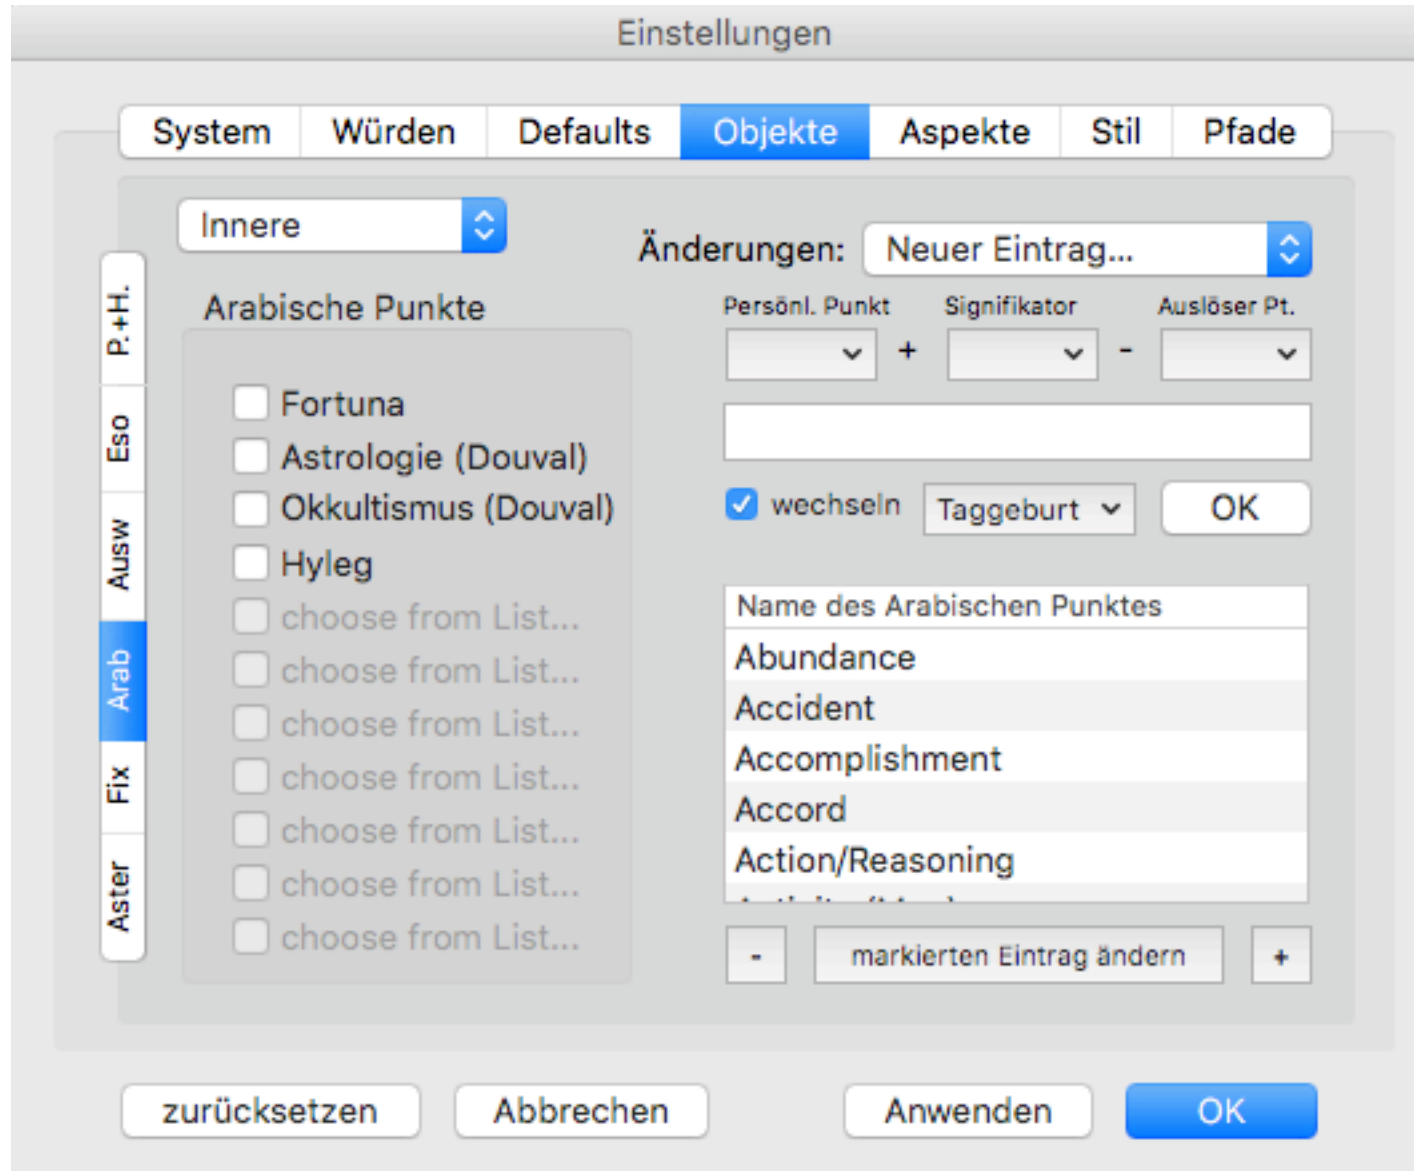 Einstellungen
System Würden Defaults Objekte Aspekte Stil Pfade
Innere
Änderungen: Neuer Eintrag...
P.+H.
Eso
Ausw
Arab
Fix
Aster
Arabische Punkte
Fortuna
Astrologie (Douval)
Okkultismus (Douval)
Hyleg
choose from List...
choose from List...
choose from List...
choose from List...
choose from List...
choose from List...
choose from List...
Persönl. Punkt Signifikator Auslöser Pt.
+ -
wechseln Taggeburt OK
Name des Arabischen Punktes
Abundance
Accident
Accomplishment
Accord
Action/Reasoning
- markierten Eintrag ändern +
zurücksetzen Abbrechen Anwenden OK